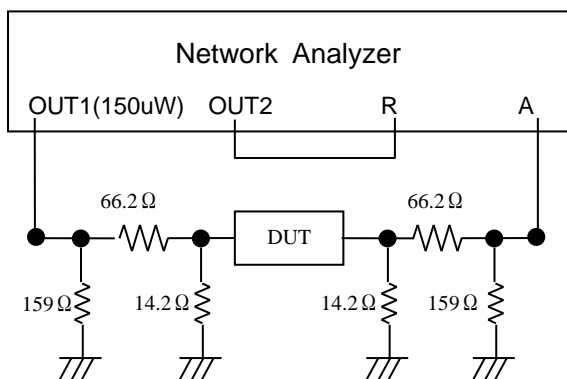 Network Analyzer
OUT1(150uW) OUT2 R A
66.2Ω 66.2Ω
DUT
159Ω 14.2Ω 14.2Ω 159Ω